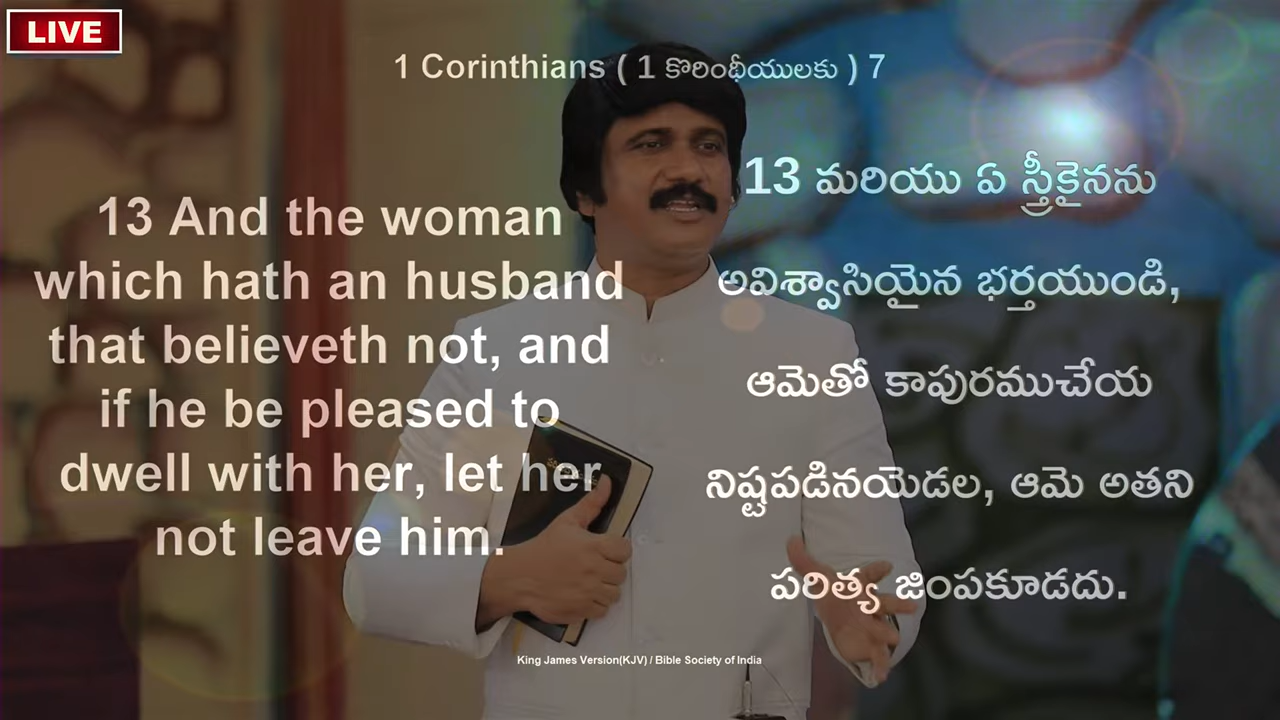 LIVE
1 Corinthians ( 1 కొరింథీయులకు ) 7
13 And the woman
which hath an husband
that believeth not, and
if he be pleased to
dwell with her, let her
not leave him.
13 మరియు ఏ స్త్రీకైనను
అవిశ్వాసియైన భర్తయుండి,
ఆమెతో కాపురముచేయ
నిష్టపడినయెడల, ఆమె అతని
పరిత్య జింపకూడదు.
King James Version(KJV) / Bible Society of India